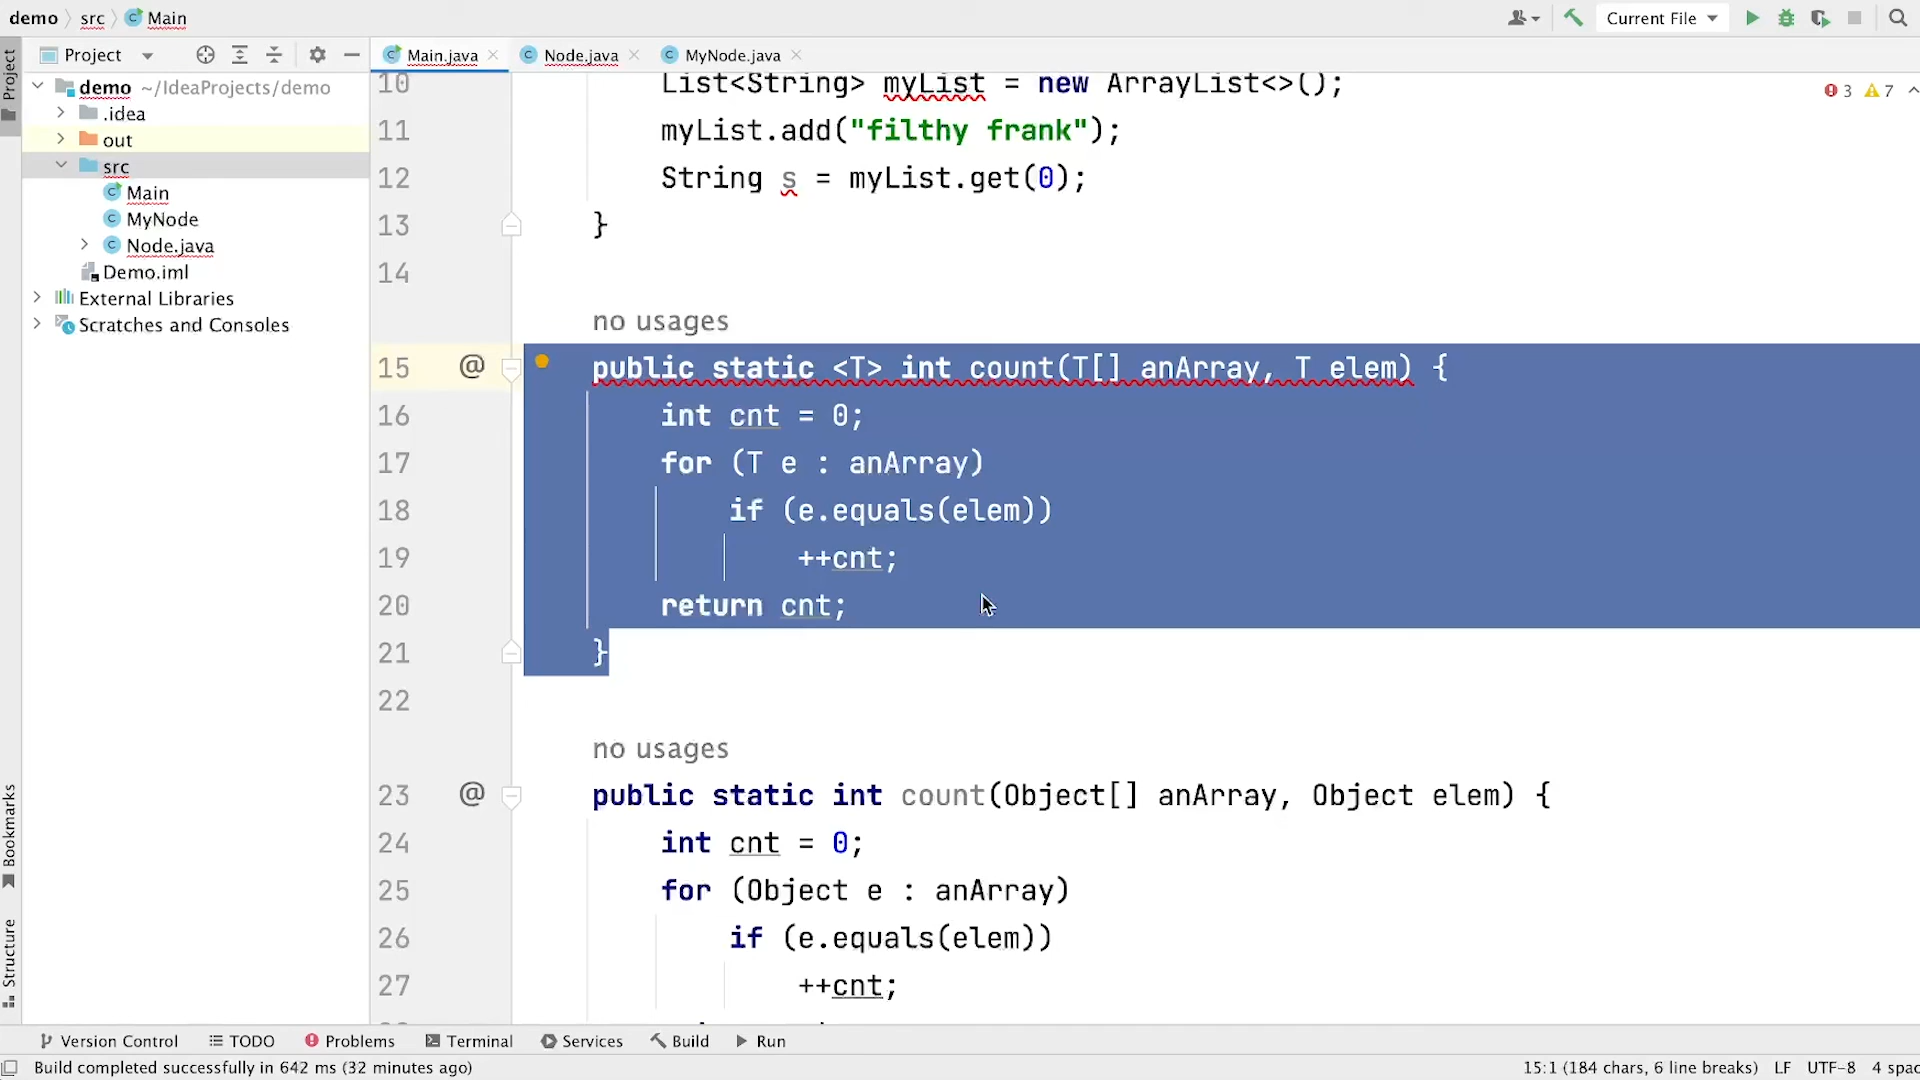 demo src Main
Current File
Project
Main.java
Node.java
MyNode.java
Project
demo ~/IdeaProjects/demo
.idea
out
src
Main
MyNode
Node.java
Demo.iml
External Libraries
Scratches and Consoles
Bookmarks
Structure
3 7
10 List<String> myList = new ArrayList<>();
11 myList.add("filthy frank");
12 String s = myList.get(0);
13 }
14
no usages
15 @ public static <T> int count(T[] anArray, T elem) {
16 int cnt = 0;
17 for (T e : anArray)
18 if (e.equals(elem))
19 ++cnt;
20 return cnt;
21 }
22
no usages
23 @ public static int count(Object[] anArray, Object elem) {
24 int cnt = 0;
25 for (Object e : anArray)
26 if (e.equals(elem))
27 ++cnt;
Version Control TODO Problems Terminal Services Build Run
Build completed successfully in 642 ms (32 minutes ago)
15:1 (184 chars, 6 line breaks) LF UTF-8 4 spac